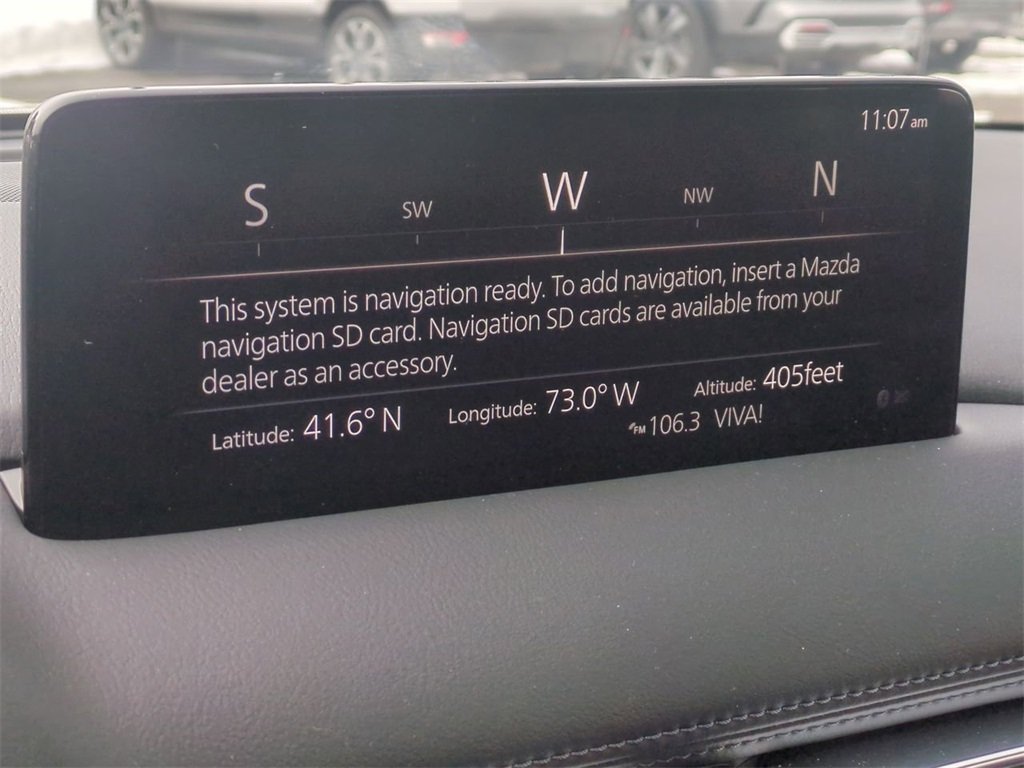 11:07am
S SW W NW N
This system is navigation ready. To add navigation, insert a Mazda
navigation SD card. Navigation SD cards are available from your
dealer as an accessory.
Latitude: 41.6° N Longitude: 73.0° W Altitude: 405feet
FM 106.3 VIVA!